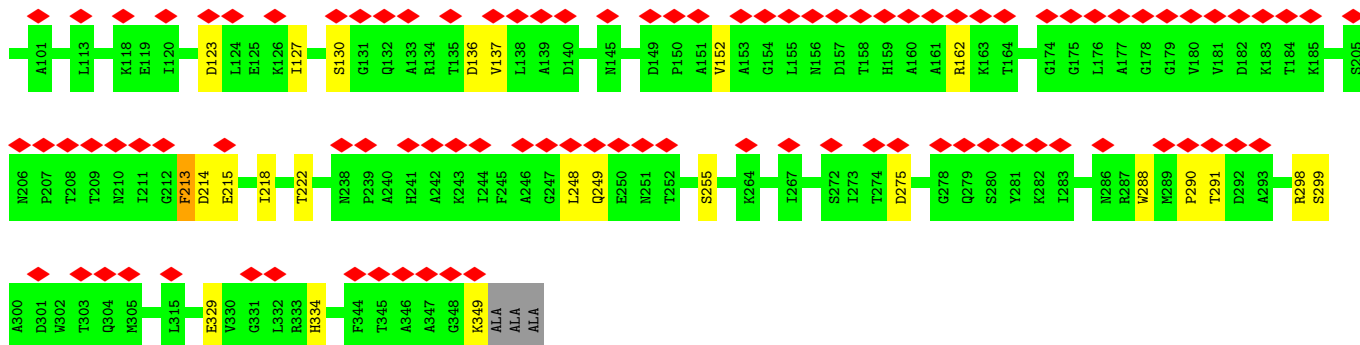 A101 L113 K118 E119 I120 D123 L124 E125 K126 I127 S130 G131 Q132 A133 R134 T135 D136 V137 L138 A139 D140 N145 D149 P150 A151 V152 A153 G154 L155 N156 D157 T158 H159 A160 A161 R162 K163 T164 G174 G175 L176 A177 G178 G179 V180 V181 D182 K183 T184 K185 S205
N206 P207 T208 T209 N210 I211 G212 F213 D214 E215 I218 T222 N238 P239 A240 H241 A242 K243 I244 F245 A246 G247 L248 Q249 E250 N251 T252 S255 K264 I267 S272 I273 T274 D275 G278 Q279 S280 Y281 K282 I283 N286 R287 W288 M289 P290 T291 D292 A293 R298 S299
A300 D301 W302 T303 Q304 M305 L315 E329 V330 G331 L332 R333 H334 F344 T345 A346 A347 G348 K349 ALA ALA ALA